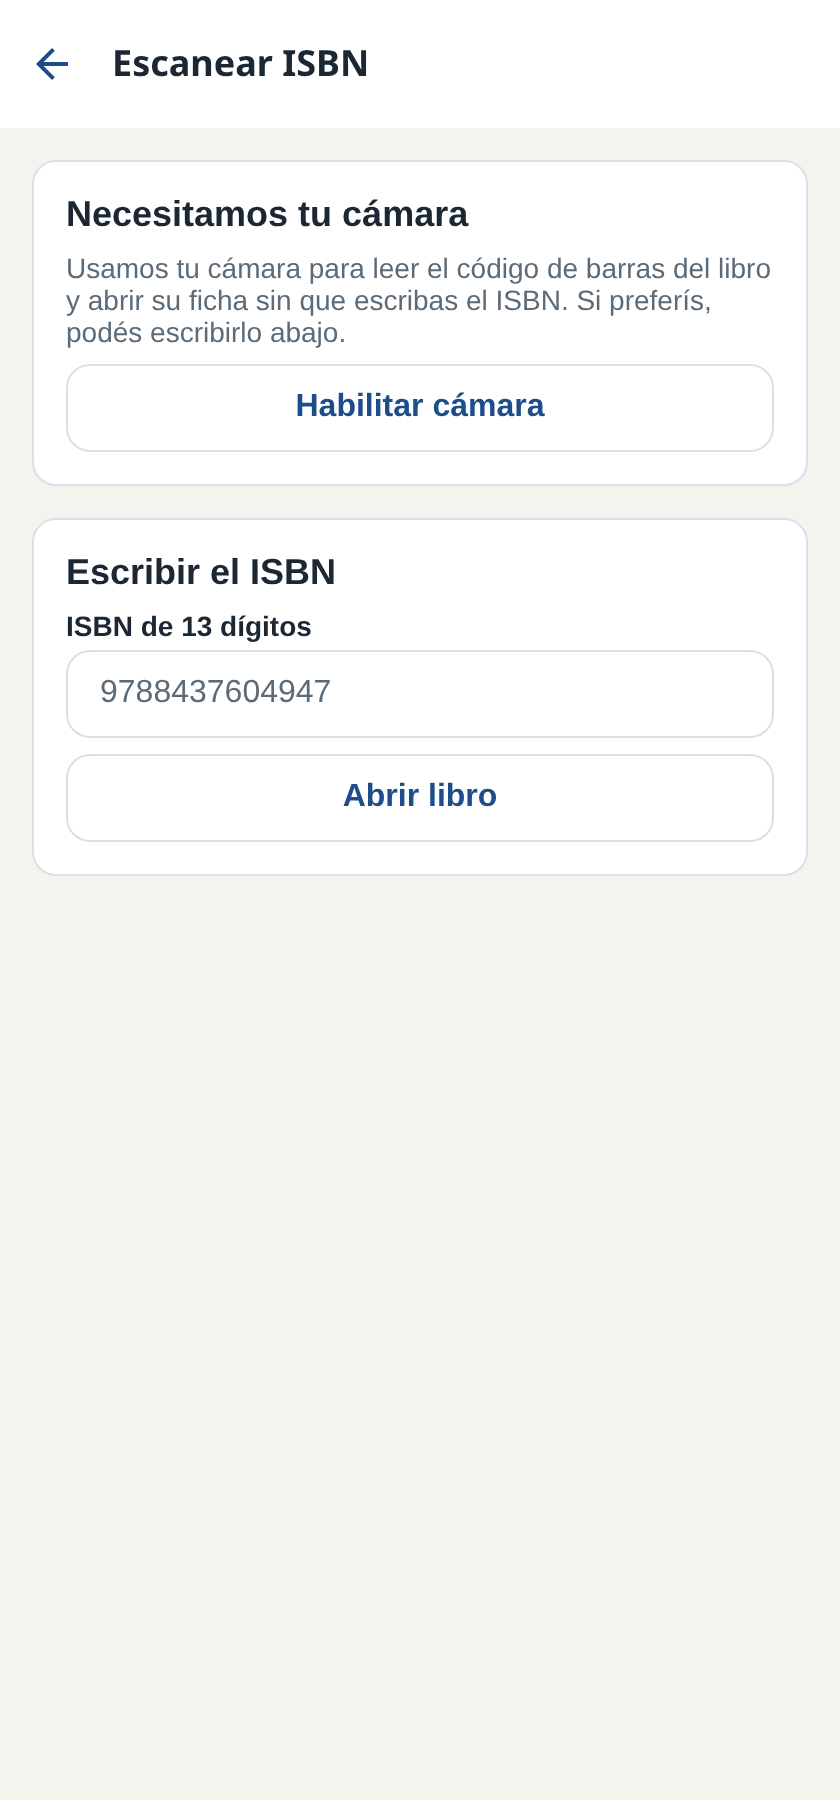 Escanear ISBN
Necesitamos tu cámara
Usamos tu cámara para leer el código de barras del libro
y abrir su ficha sin que escribas el ISBN. Si preferís,
podés escribirlo abajo.
Habilitar cámara
Escribir el ISBN
ISBN de 13 dígitos
9788437604947
Abrir libro